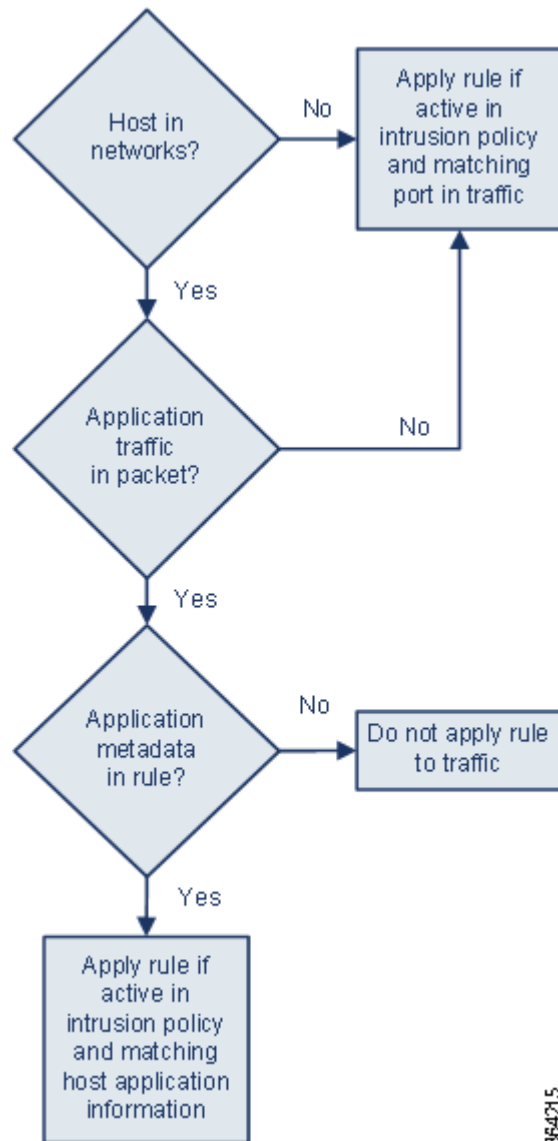 Host in
networks?
No
Apply rule if
active in
intrusion policy
and matching
port in traffic
Yes
Application
traffic
in packet?
No
Yes
Application
metadata
in rule?
No
Do not apply rule
to traffic
Yes
Apply rule if
active in
intrusion policy
and matching
host application
information
364215